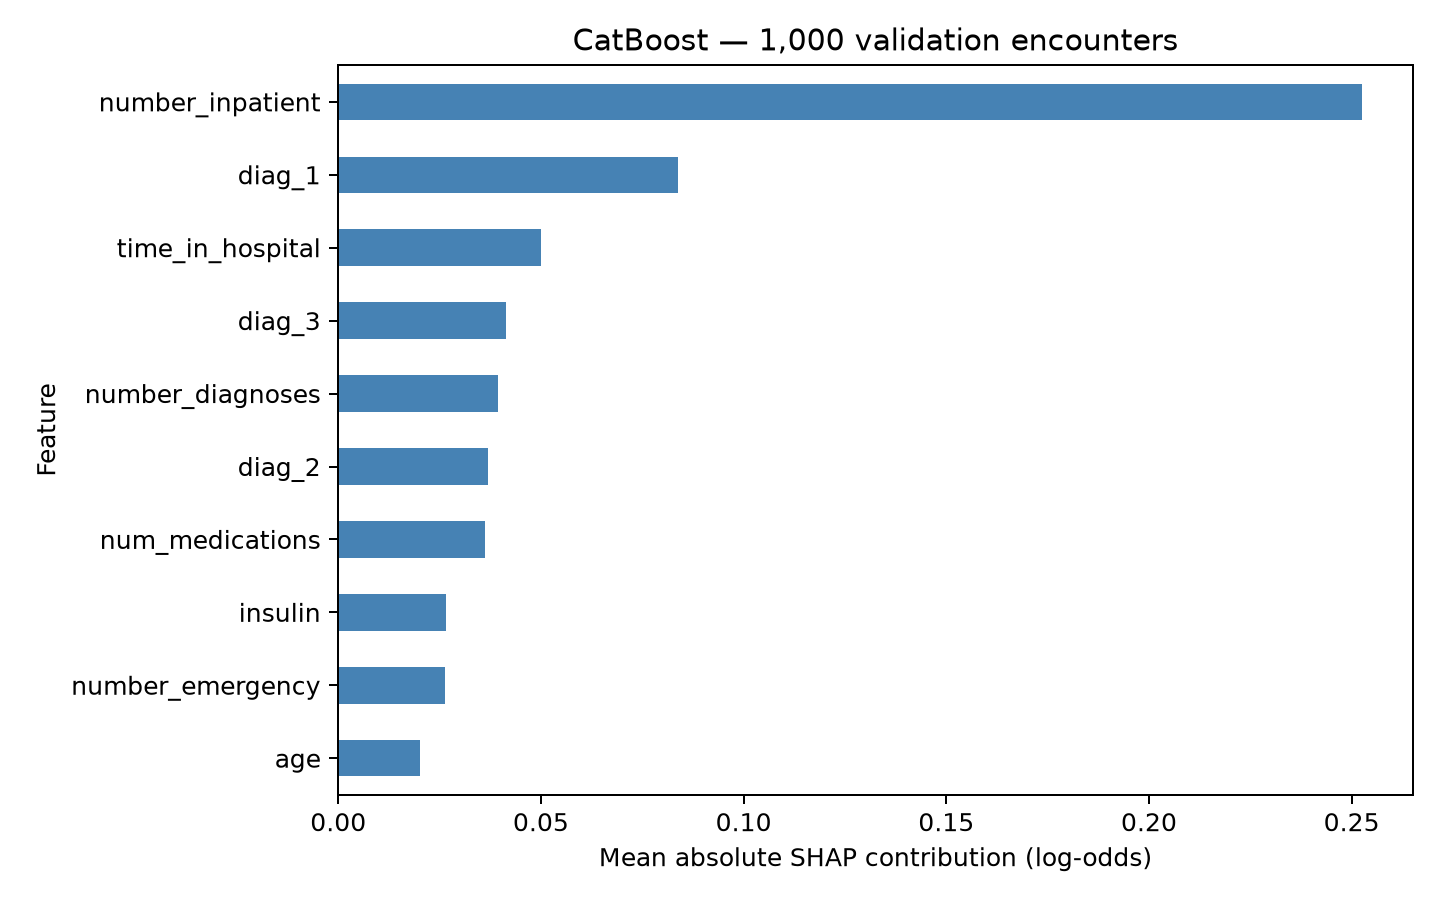 CatBoost — 1,000 validation encounters
Feature
number_inpatient
diag_1
time_in_hospital
diag_3
number_diagnoses
diag_2
num_medications
insulin
number_emergency
age
0.00 0.05 0.10 0.15 0.20 0.25
Mean absolute SHAP contribution (log-odds)